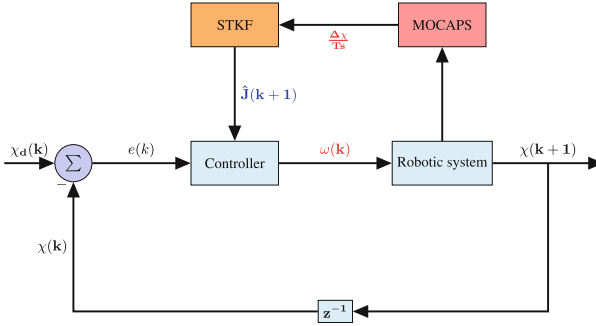 STKF
MOCAPS
Δχ/Ts
Ĵ(k+1)
χd(k)
Σ
−
e(k)
Controller
ω(k)
Robotic system
χ(k+1)
χ(k)
z⁻¹